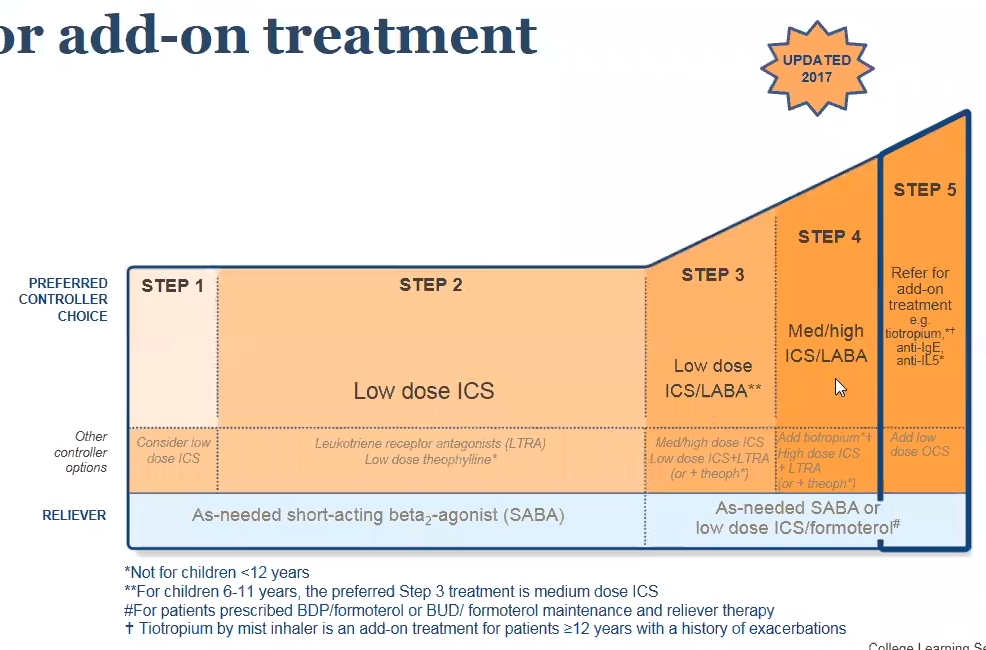 or add-on treatment
UPDATED
2017
PREFERRED
CONTROLLER
CHOICE
STEP 1
STEP 2
Low dose ICS
STEP 3
Low dose
ICS/LABA**
STEP 4
Med/high
ICS/LABA
STEP 5
Refer for
add-on
treatment
e.g.
tiotropium,*†
anti-IgE,
anti-IL5*
Other
controller
options
Consider low
dose ICS
Leukotriene receptor antagonists (LTRA)
Low dose theophylline*
Med/high dose ICS
Low dose ICS+LTRA
(or + theoph*)
Add tiotropium*†
High dose ICS
+ LTRA
(or + theoph*)
Add low
dose OCS
RELIEVER
As-needed short-acting beta₂-agonist (SABA)
As-needed SABA or
low dose ICS/formoterol#
*Not for children <12 years
**For children 6-11 years, the preferred Step 3 treatment is medium dose ICS
#For patients prescribed BDP/formoterol or BUD/ formoterol maintenance and reliever therapy
† Tiotropium by mist inhaler is an add-on treatment for patients ≥12 years with a history of exacerbations
College Learning Se